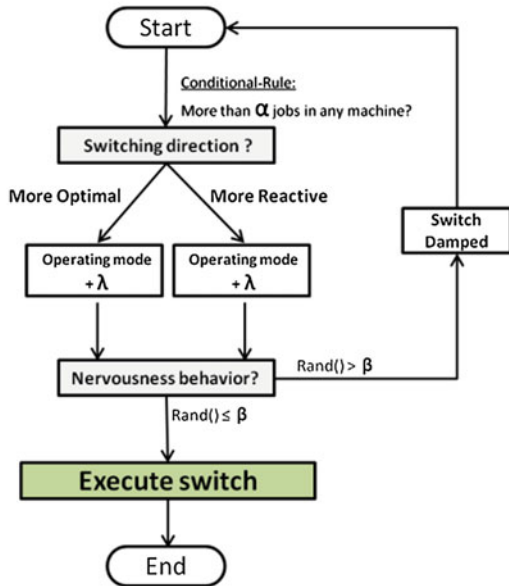 Start
Conditional-Rule:
More than α jobs in any machine?
Switching direction ?
More Optimal
More Reactive
Operating mode
+ λ
Operating mode
+ λ
Switch
Damped
Nervousness behavior?
Rand() > β
Rand() ≤ β
Execute switch
End